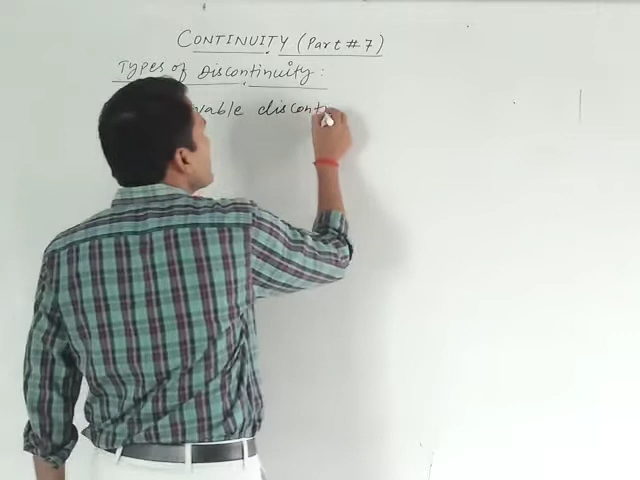 CONTINUITY (Part # 7)
Types of Discontinuity :
vable discont